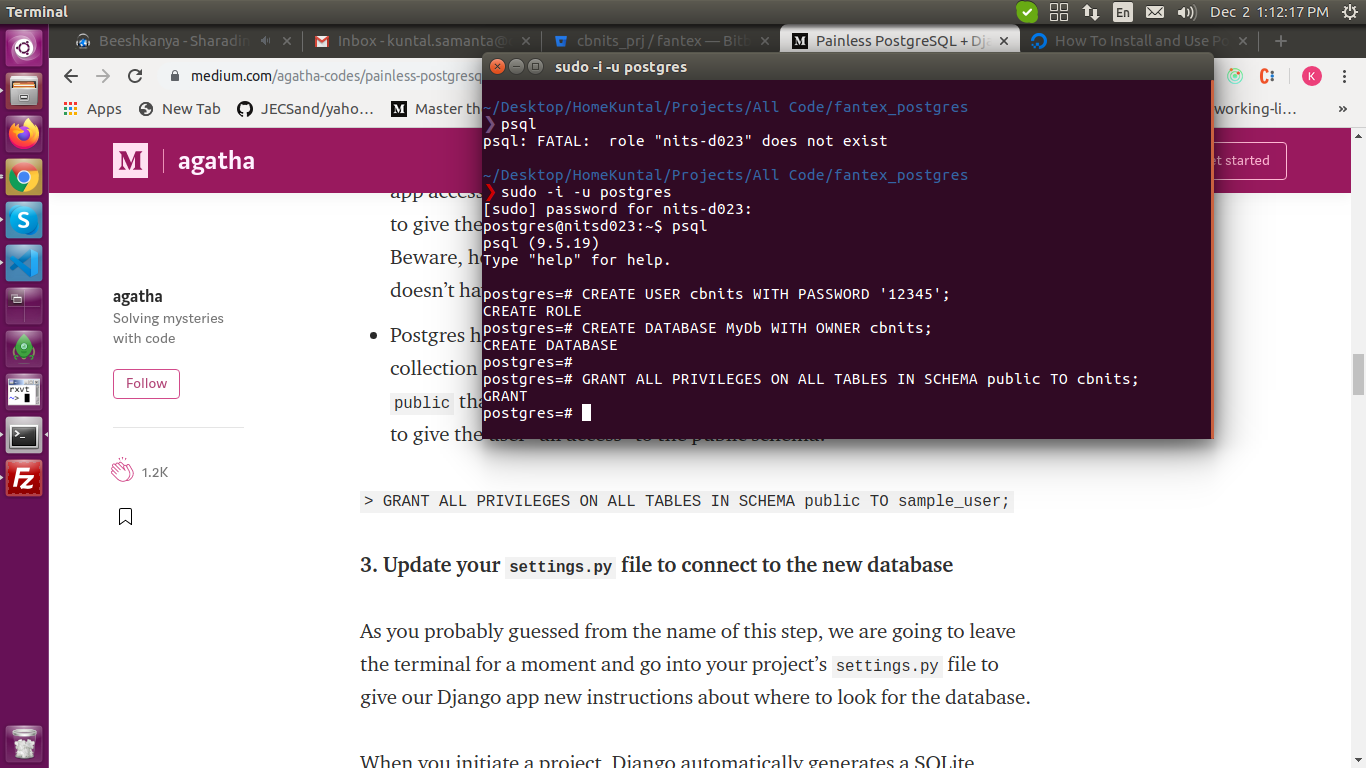 Terminal
En
Dec 2 1:12:17 PM
Beeshkanya - Sharadin
Inbox - kuntal.samanta@
cbnits_prj / fantex — Bitb
Painless PostgreSQL + Dja
How To Install and Use Po
medium.com/agatha-codes/painless-postgresq
K
Apps
New Tab
JECSand/yaho…
Master th
working-li…
»
M
agatha
et started
sudo -i -u postgres
~/Desktop/HomeKuntal/Projects/All Code/fantex_postgres
❯ psql
psql: FATAL:  role "nits-d023" does not exist
~/Desktop/HomeKuntal/Projects/All Code/fantex_postgres
❯ sudo -i -u postgres
[sudo] password for nits-d023:
postgres@nitsd023:~$ psql
psql (9.5.19)
Type "help" for help.
postgres=# CREATE USER cbnits WITH PASSWORD '12345';
CREATE ROLE
postgres=# CREATE DATABASE MyDb WITH OWNER cbnits;
CREATE DATABASE
postgres=#
postgres=# GRANT ALL PRIVILEGES ON ALL TABLES IN SCHEMA public TO cbnits;
GRANT
postgres=#
app access
to give the
Beware, h
doesn't ha
• Postgres h
collection
public tha
to give the user "all access" to the public schema:
agatha
Solving mysteries
with code
Follow
1.2K
> GRANT ALL PRIVILEGES ON ALL TABLES IN SCHEMA public TO sample_user;
3. Update your settings.py file to connect to the new database
As you probably guessed from the name of this step, we are going to leave
the terminal for a moment and go into your project's settings.py file to
give our Django app new instructions about where to look for the database.
When you initiate a project, Django automatically generates a SQLite
rxvt
~> ▮